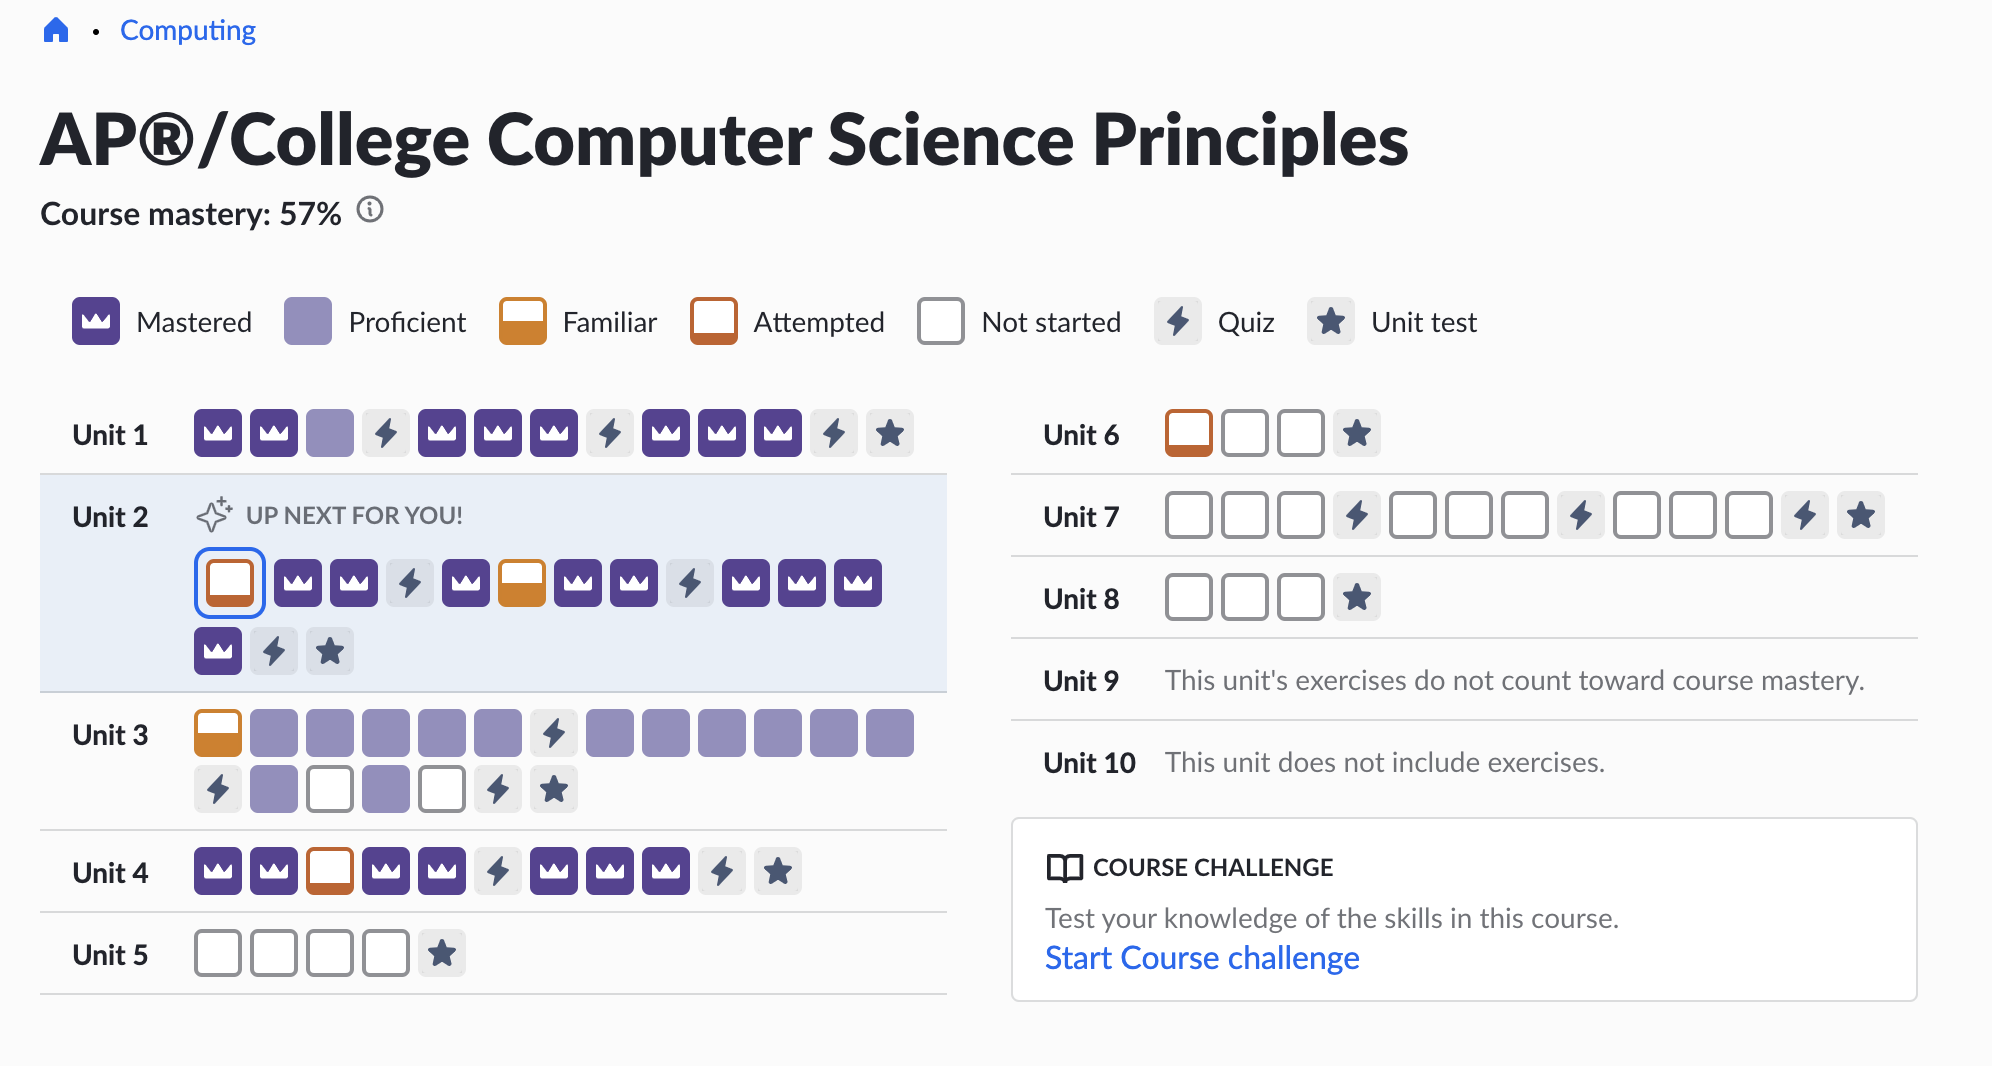 Computing
AP®/College Computer Science Principles
Course mastery: 57%
Mastered Proficient Familiar Attempted Not started Quiz Unit test
Unit 1
Unit 2 UP NEXT FOR YOU!
Unit 3
Unit 4
Unit 5
Unit 6
Unit 7
Unit 8
Unit 9 This unit's exercises do not count toward course mastery.
Unit 10 This unit does not include exercises.
COURSE CHALLENGE
Test your knowledge of the skills in this course.
Start Course challenge